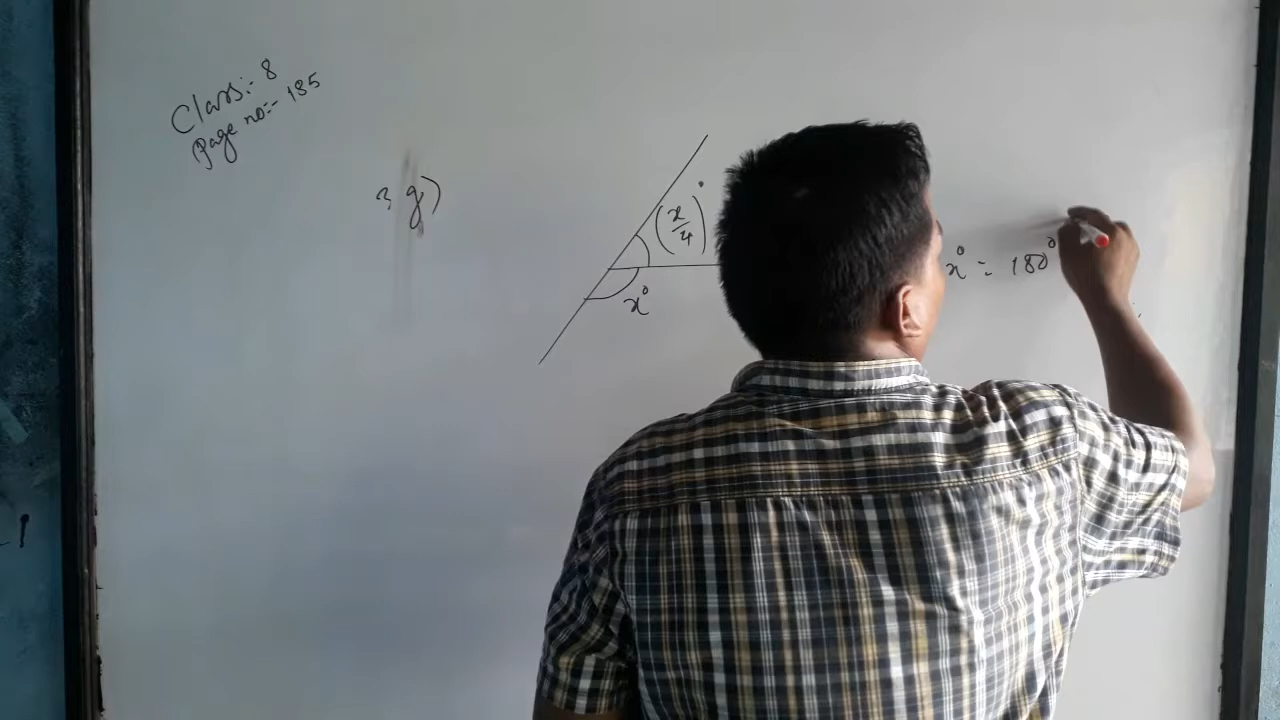 Class:- 8
Page no:- 185
3 g)
(x/4)°
x°
x° = 180°